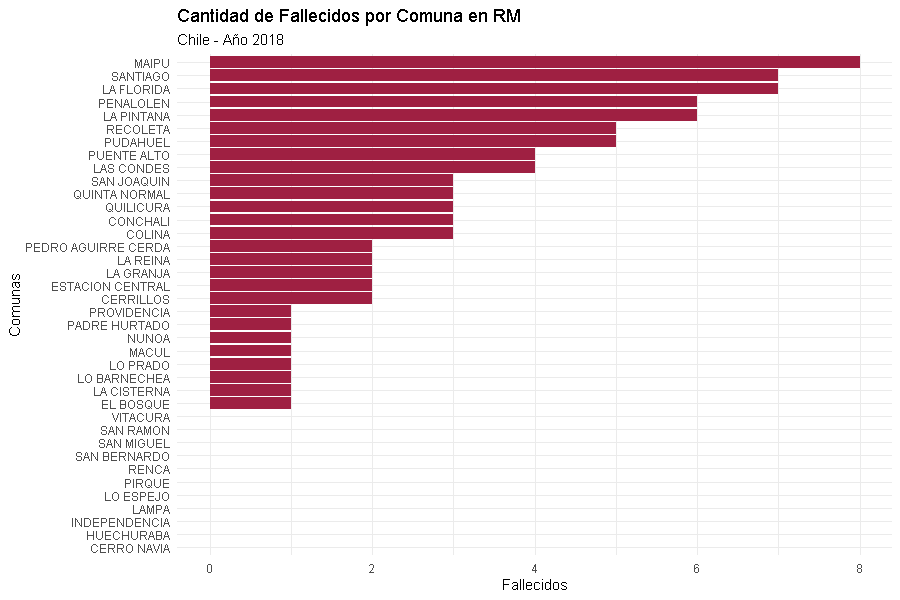 Cantidad de Fallecidos por Comuna en RM
Chile - Año 2018
MAIPU
SANTIAGO
LA FLORIDA
PENALOLEN
LA PINTANA
RECOLETA
PUDAHUEL
PUENTE ALTO
LAS CONDES
SAN JOAQUIN
QUINTA NORMAL
QUILICURA
CONCHALI
COLINA
PEDRO AGUIRRE CERDA
LA REINA
LA GRANJA
ESTACION CENTRAL
CERRILLOS
PROVIDENCIA
PADRE HURTADO
NUNOA
MACUL
LO PRADO
LO BARNECHEA
LA CISTERNA
EL BOSQUE
VITACURA
SAN RAMON
SAN MIGUEL
SAN BERNARDO
RENCA
PIRQUE
LO ESPEJO
LAMPA
INDEPENDENCIA
HUECHURABA
CERRO NAVIA
Comunas
0 2 4 6 8
Fallecidos